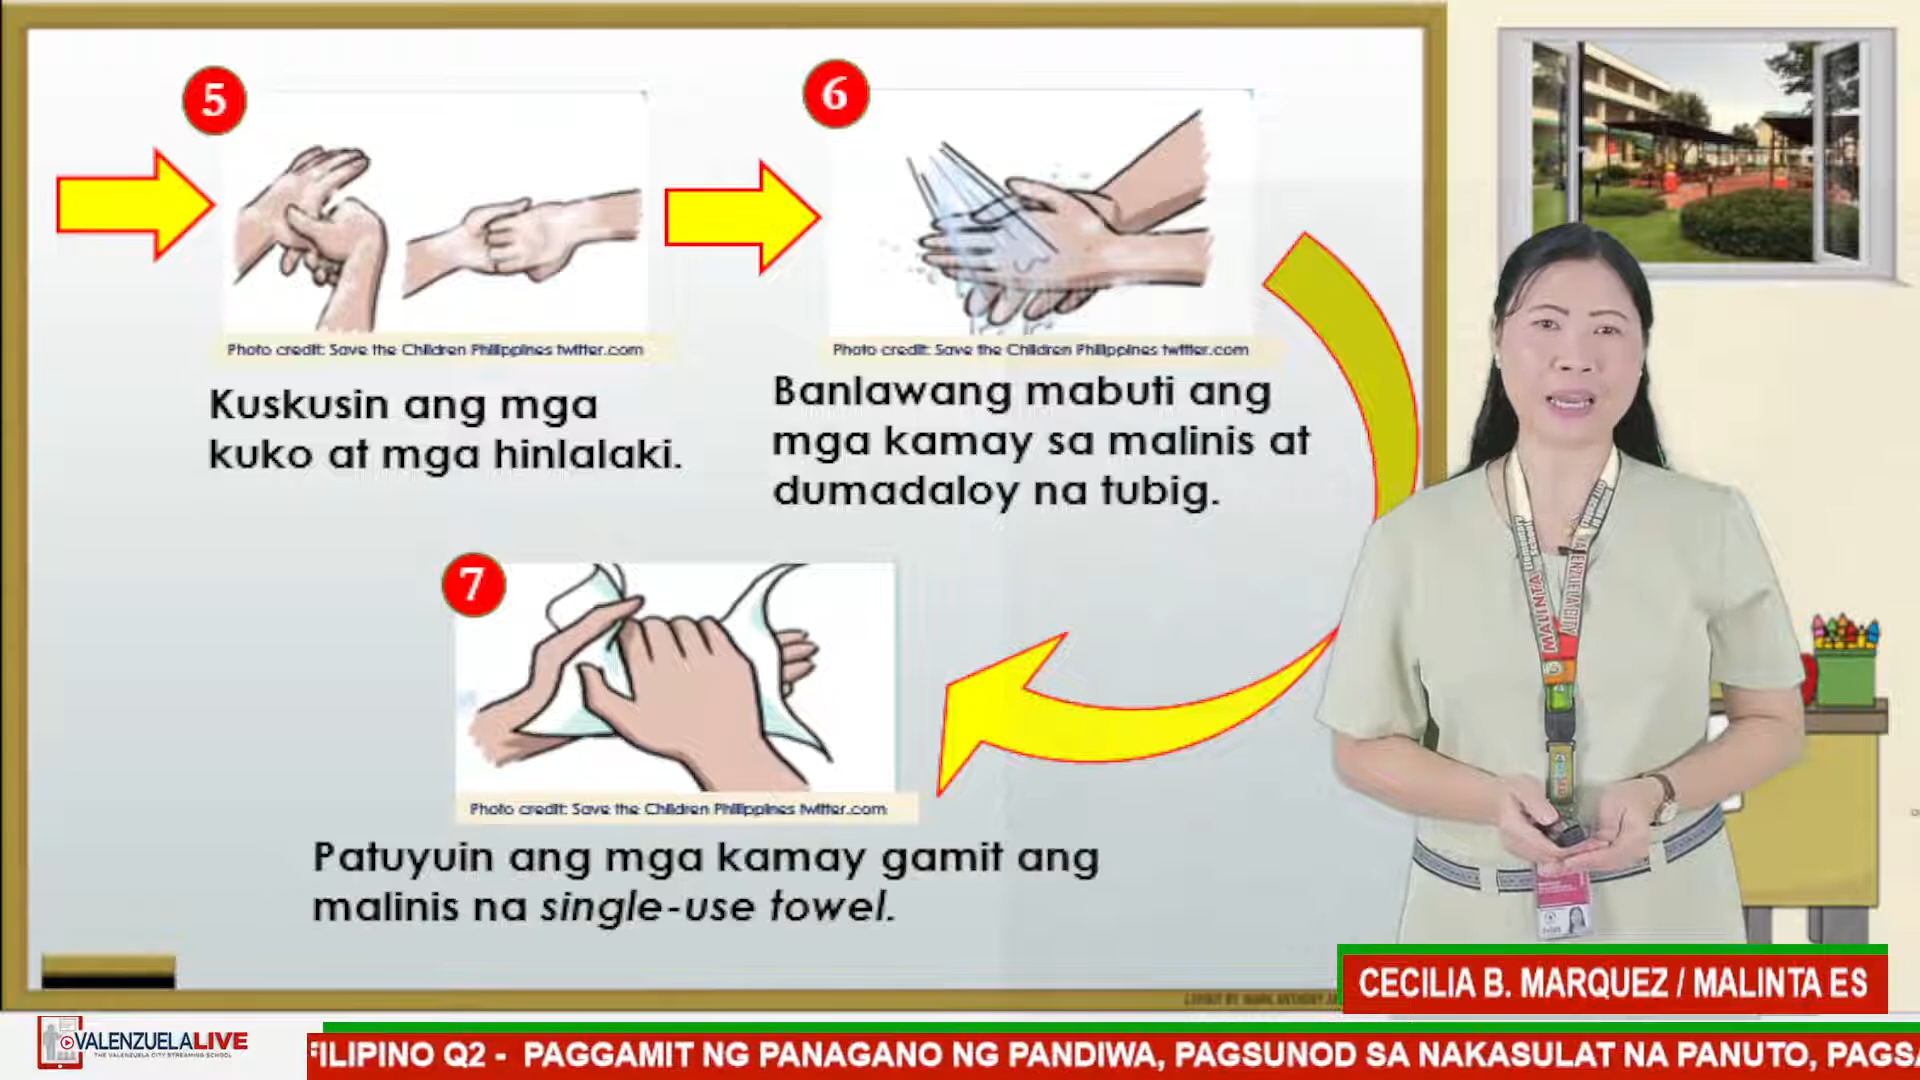 5
6
Photo credit: Save the Children Philippines twitter.com
Photo credit: Save the Children Philippines twitter.com
Kuskusin ang mga
kuko at mga hinlalaki.
Banlawang mabuti ang
mga kamay sa malinis at
dumadaloy na tubig.
7
Photo credit: Save the Children Philippines twitter.com
Patuyuin ang mga kamay gamit ang
malinis na single-use towel.
MALINTA
VALENZUELA CITY
CECILIA B. MARQUEZ / MALINTA ES
VALENZUELALIVE
THE VALENZUELA CITY STREAMING SCHOOL
FILIPINO Q2 - PAGGAMIT NG PANAGANO NG PANDIWA, PAGSUNOD SA NAKASULAT NA PANUTO, PAGSA